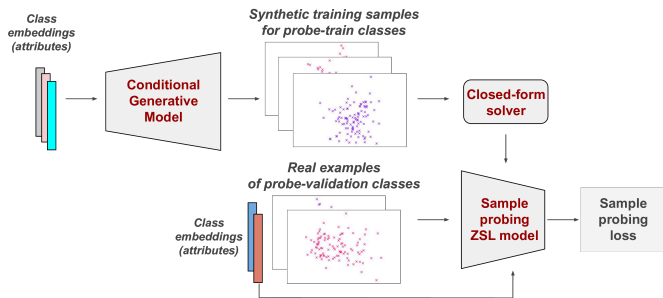 Class
embeddings
(attributes)
Synthetic training samples
for probe-train classes
Conditional
Generative
Model
Closed-form
solver
Real examples
of probe-validation classes
Class
embeddings
(attributes)
Sample
probing
ZSL model
Sample
probing
loss